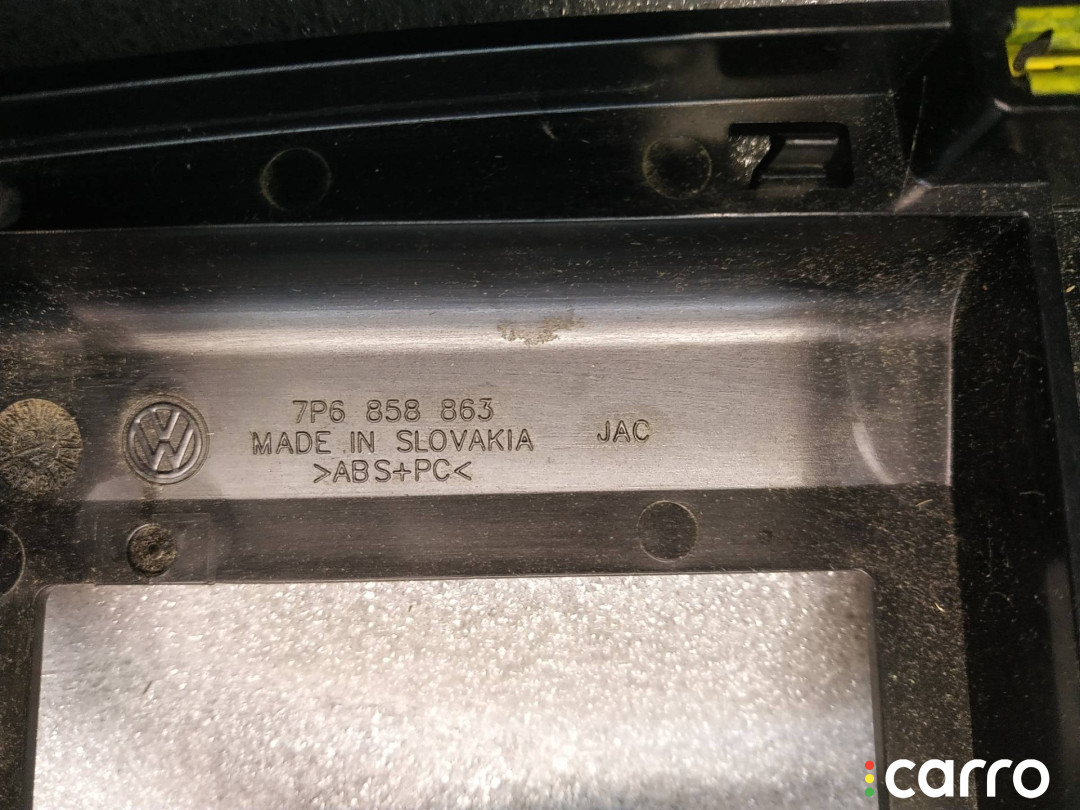 7P6 858 863
MADE IN SLOVAKIA JAC
>ABS+PC<
carro